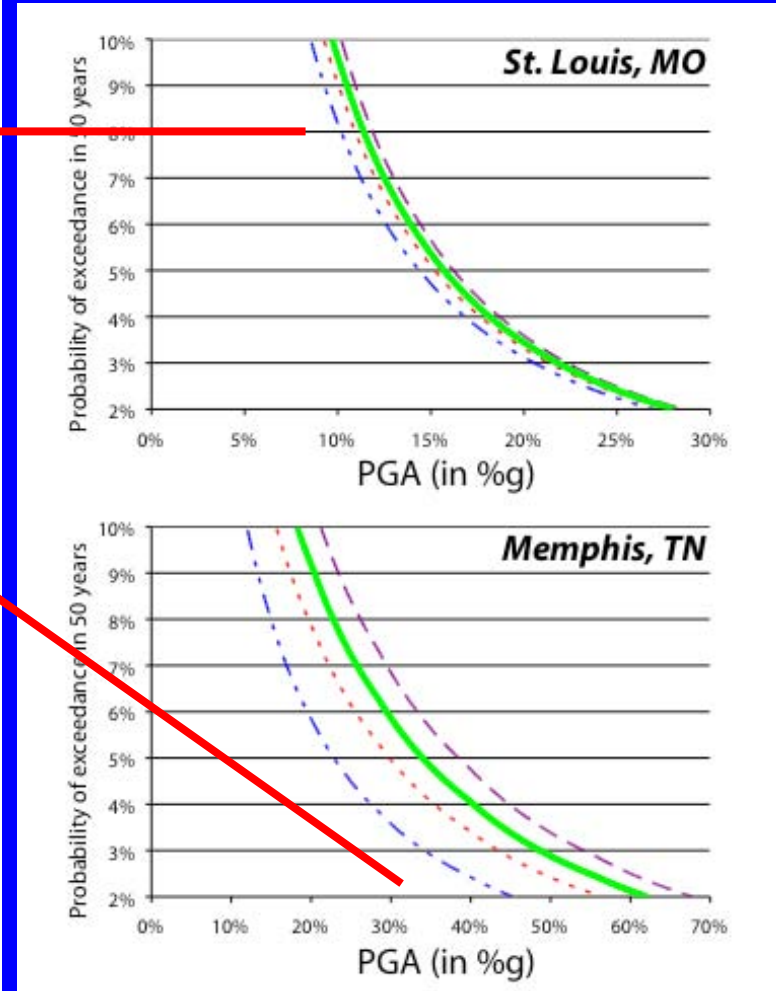 St. Louis, MO
Probability of exceedance in 50 years
10%
9%
8%
7%
6%
5%
4%
3%
2%
0% 5% 10% 15% 20% 25% 30%
PGA (in %g)
Memphis, TN
Probability of exceedance in 50 years
10%
9%
8%
7%
6%
5%
4%
3%
2%
0% 10% 20% 30% 40% 50% 60% 70%
PGA (in %g)